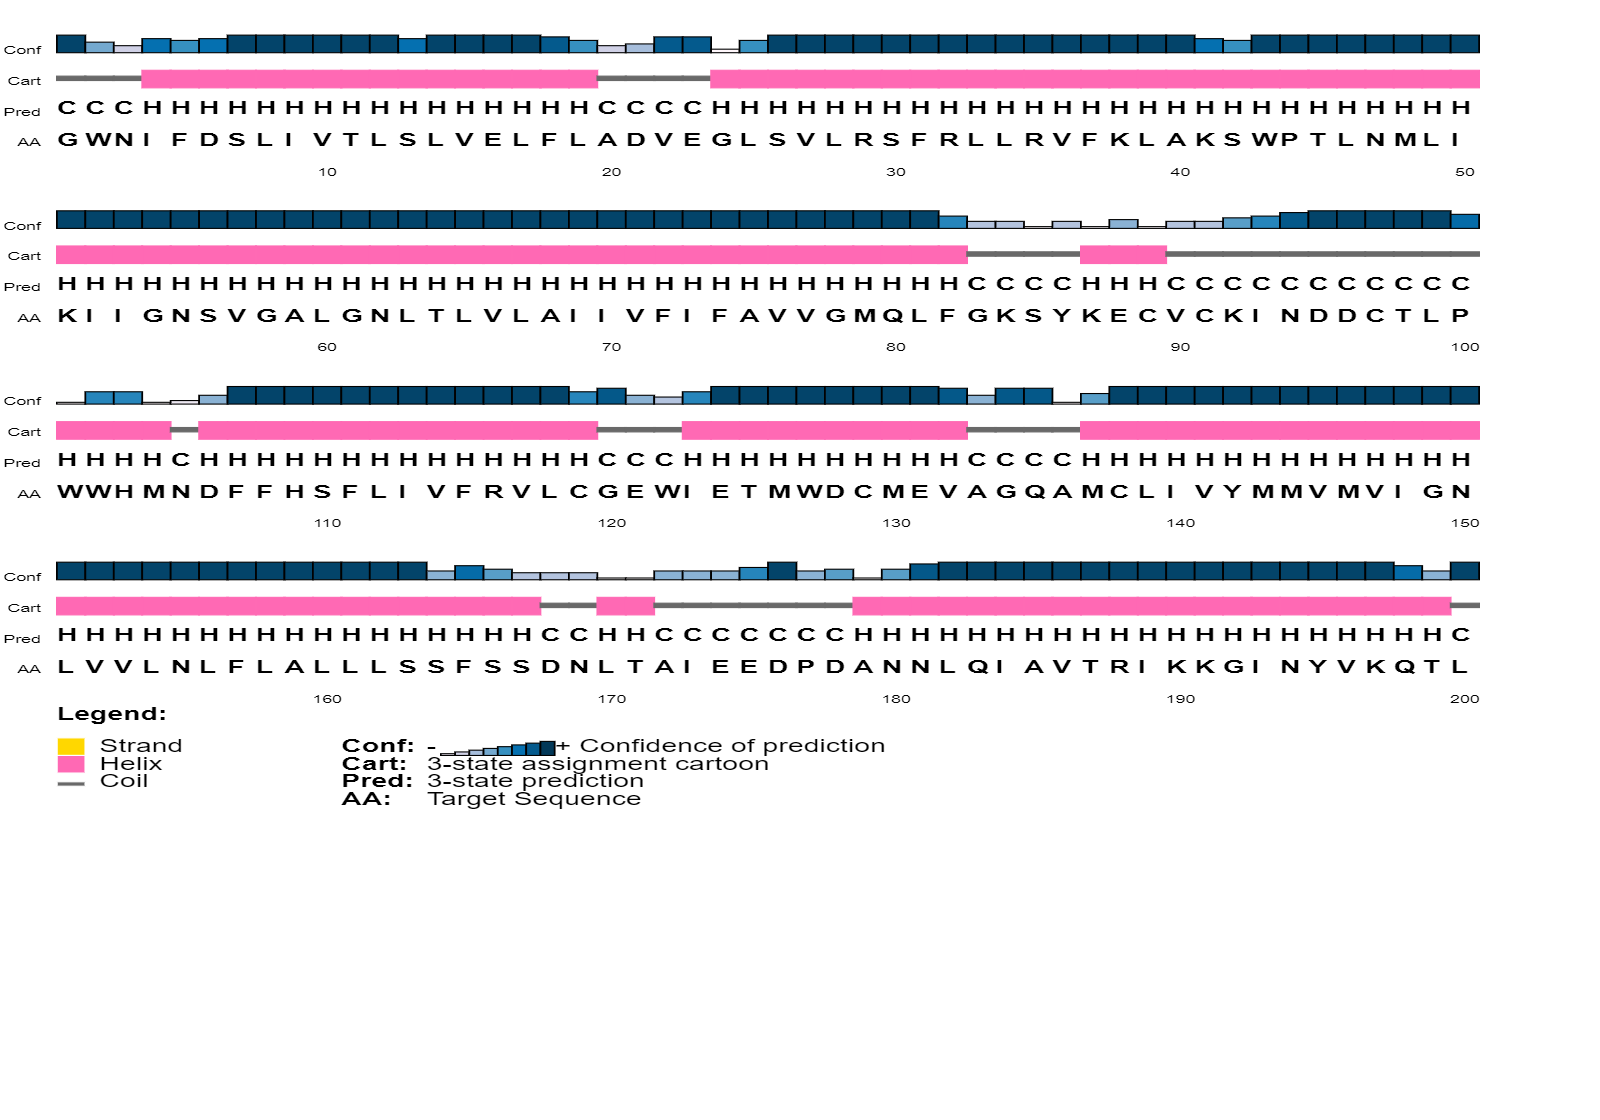 Conf
Cart
Pred C C C H H H H H H H H H H H H H H H H C C C C H H H H H H H H H H H H H H H H H H H H H H H H H H H
AA G W N I F D S L I V T L S L V E L F L A D V E G L S V L R S F R L L R V F K L A K S W P T L N M L I
10 20 30 40 50
Conf
Cart
Pred H H H H H H H H H H H H H H H H H H H H H H H H H H H H H H H H C C C C H H H C C C C C C C C C C C
AA K I I G N S V G A L G N L T L V L A I I V F I F A V V G M Q L F G K S Y K E C V C K I N D D C T L P
60 70 80 90 100
Conf
Cart
Pred H H H H C H H H H H H H H H H H H H H C C C H H H H H H H H H H C C C C H H H H H H H H H H H H H H
AA W W H M N D F F H S F L I V F R V L C G E W I E T M W D C M E V A G Q A M C L I V Y M M V M V I G N
110 120 130 140 150
Conf
Cart
Pred H H H H H H H H H H H H H H H H H C C H H C C C C C C C H H H H H H H H H H H H H H H H H H H H H C
AA L V V L N L F L A L L L S S F S S D N L T A I E E D P D A N N L Q I A V T R I K K G I N Y V K Q T L
160 170 180 190 200
Legend:
Strand
Helix
Coil
Conf: - + Confidence of prediction
Cart: 3-state assignment cartoon
Pred: 3-state prediction
AA: Target Sequence